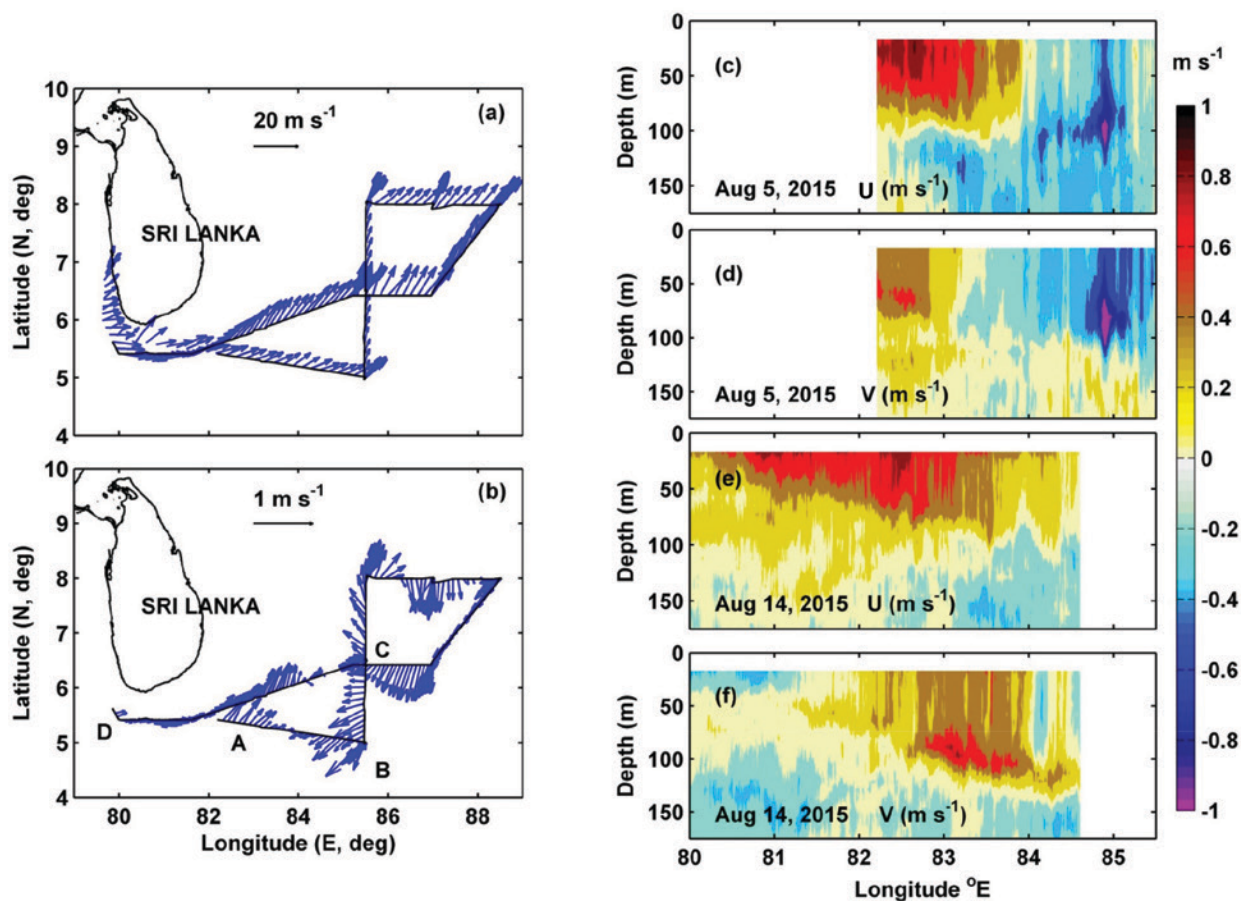 10
9
8
7
6
5
4
Latitude (N, deg)
(a)
20 m s⁻¹
SRI LANKA
10
9
8
7
6
5
4
Latitude (N, deg)
(b)
1 m s⁻¹
SRI LANKA
C
D
A
B
80 82 84 86 88
Longitude (E, deg)
0
50
100
150
Depth (m)
(c)
Aug 5, 2015 U (m s⁻¹)
0
50
100
150
Depth (m)
(d)
Aug 5, 2015 V (m s⁻¹)
0
50
100
150
Depth (m)
(e)
Aug 14, 2015 U (m s⁻¹)
0
50
100
150
Depth (m)
(f)
Aug 14, 2015 V (m s⁻¹)
80 81 82 83 84 85
Longitude ᴼE
m s⁻¹
1
0.8
0.6
0.4
0.2
0
-0.2
-0.4
-0.6
-0.8
-1